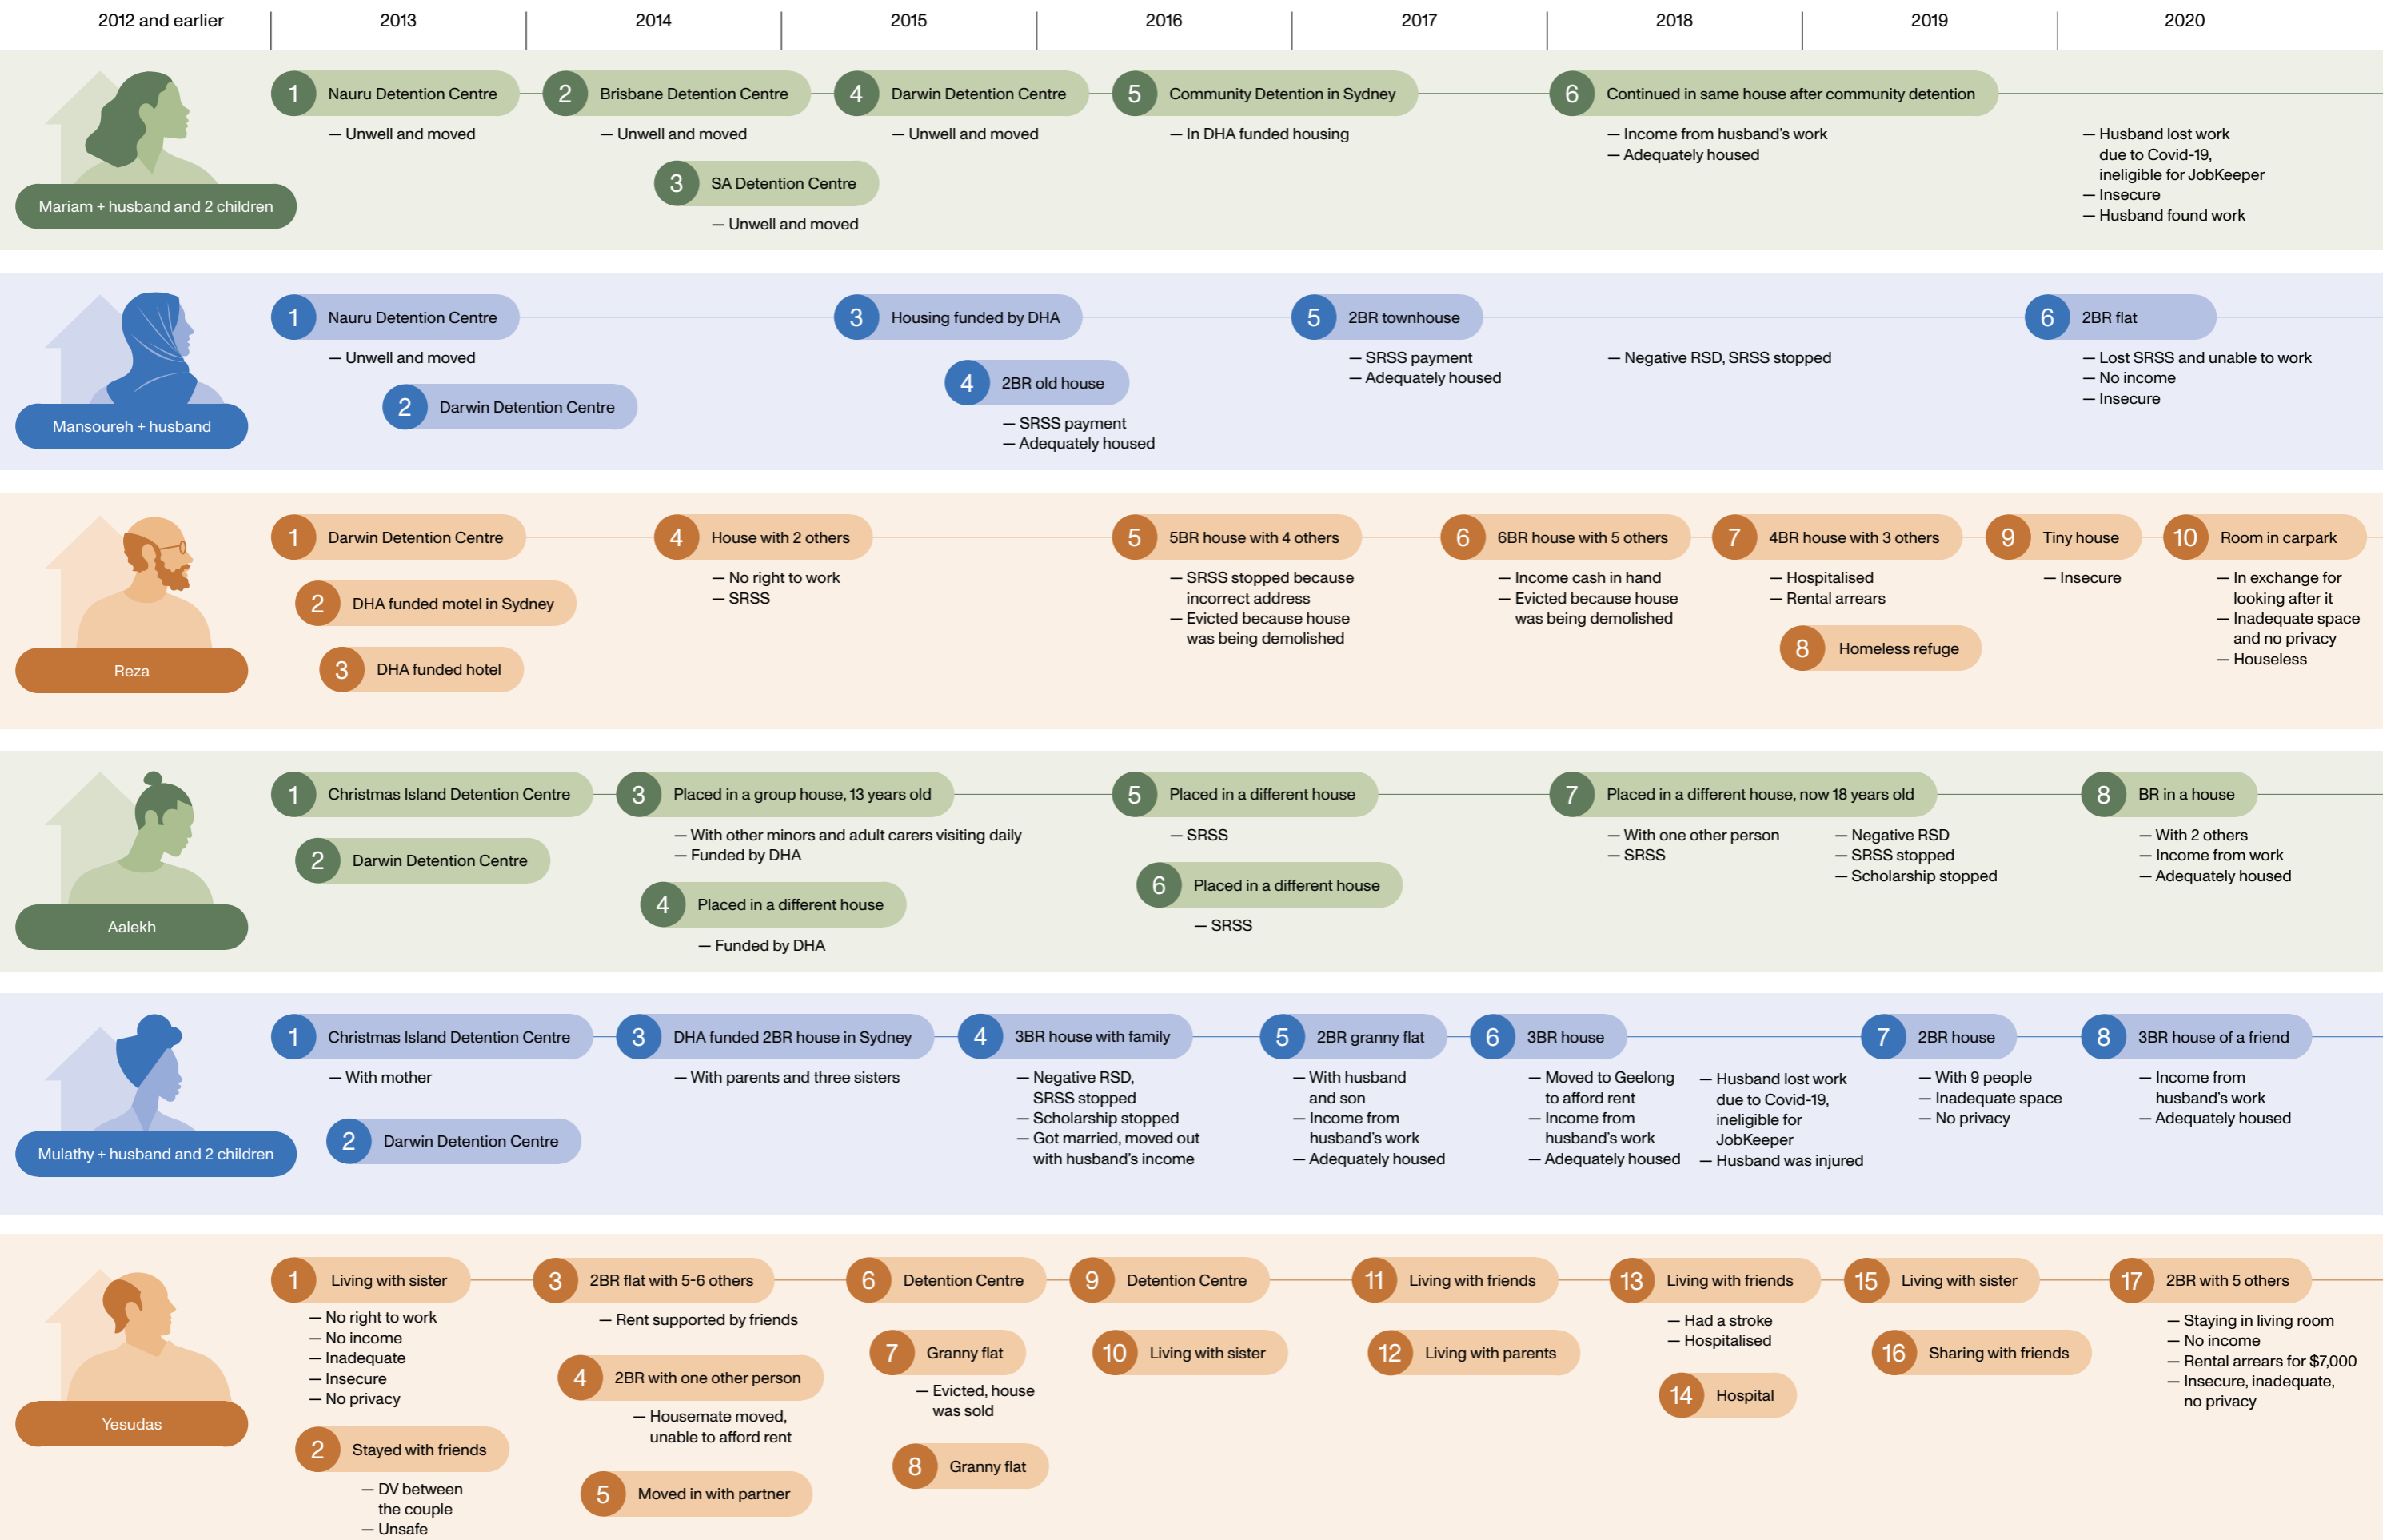 2012 and earlier
2013
2014
2015
2016
2017
2018
2019
2020
Mariam + husband and 2 children
1 Nauru Detention Centre
— Unwell and moved
2 Brisbane Detention Centre
— Unwell and moved
3 SA Detention Centre
— Unwell and moved
4 Darwin Detention Centre
— Unwell and moved
5 Community Detention in Sydney
— In DHA funded housing
6 Continued in same house after community detention
— Income from husband's work
— Adequately housed
— Husband lost work
due to Covid-19,
ineligible for JobKeeper
— Insecure
— Husband found work
Mansoureh + husband
1 Nauru Detention Centre
— Unwell and moved
2 Darwin Detention Centre
3 Housing funded by DHA
4 2BR old house
— SRSS payment
— Adequately housed
5 2BR townhouse
— SRSS payment
— Adequately housed
— Negative RSD, SRSS stopped
6 2BR flat
— Lost SRSS and unable to work
— No income
— Insecure
Reza
1 Darwin Detention Centre
2 DHA funded motel in Sydney
3 DHA funded hotel
4 House with 2 others
— No right to work
— SRSS
5 5BR house with 4 others
— SRSS stopped because
incorrect address
— Evicted because house
was being demolished
6 6BR house with 5 others
— Income cash in hand
— Evicted because house
was being demolished
7 4BR house with 3 others
— Hospitalised
— Rental arrears
8 Homeless refuge
9 Tiny house
— Insecure
10 Room in carpark
— In exchange for
looking after it
— Inadequate space
and no privacy
— Houseless
Aalekh
1 Christmas Island Detention Centre
2 Darwin Detention Centre
3 Placed in a group house, 13 years old
— With other minors and adult carers visiting daily
— Funded by DHA
4 Placed in a different house
— Funded by DHA
5 Placed in a different house
— SRSS
6 Placed in a different house
— SRSS
7 Placed in a different house, now 18 years old
— With one other person
— SRSS
— Negative RSD
— SRSS stopped
— Scholarship stopped
8 BR in a house
— With 2 others
— Income from work
— Adequately housed
Mulathy + husband and 2 children
1 Christmas Island Detention Centre
— With mother
2 Darwin Detention Centre
3 DHA funded 2BR house in Sydney
— With parents and three sisters
4 3BR house with family
— Negative RSD,
SRSS stopped
— Scholarship stopped
— Got married, moved out
with husband's income
5 2BR granny flat
— With husband
and son
— Income from
husband's work
— Adequately housed
6 3BR house
— Moved to Geelong
to afford rent
— Income from
husband's work
— Adequately housed
— Husband lost work
due to Covid-19,
ineligible for
JobKeeper
— Husband was injured
7 2BR house
— With 9 people
— Inadequate space
— No privacy
8 3BR house of a friend
— Income from
husband's work
— Adequately housed
Yesudas
1 Living with sister
— No right to work
— No income
— Inadequate
— Insecure
— No privacy
2 Stayed with friends
— DV between
the couple
— Unsafe
3 2BR flat with 5-6 others
— Rent supported by friends
4 2BR with one other person
— Housemate moved,
unable to afford rent
5 Moved in with partner
6 Detention Centre
7 Granny flat
— Evicted, house
was sold
8 Granny flat
9 Detention Centre
10 Living with sister
11 Living with friends
12 Living with parents
13 Living with friends
— Had a stroke
— Hospitalised
14 Hospital
15 Living with sister
16 Sharing with friends
17 2BR with 5 others
— Staying in living room
— No income
— Rental arrears for $7,000
— Insecure, inadequate,
no privacy